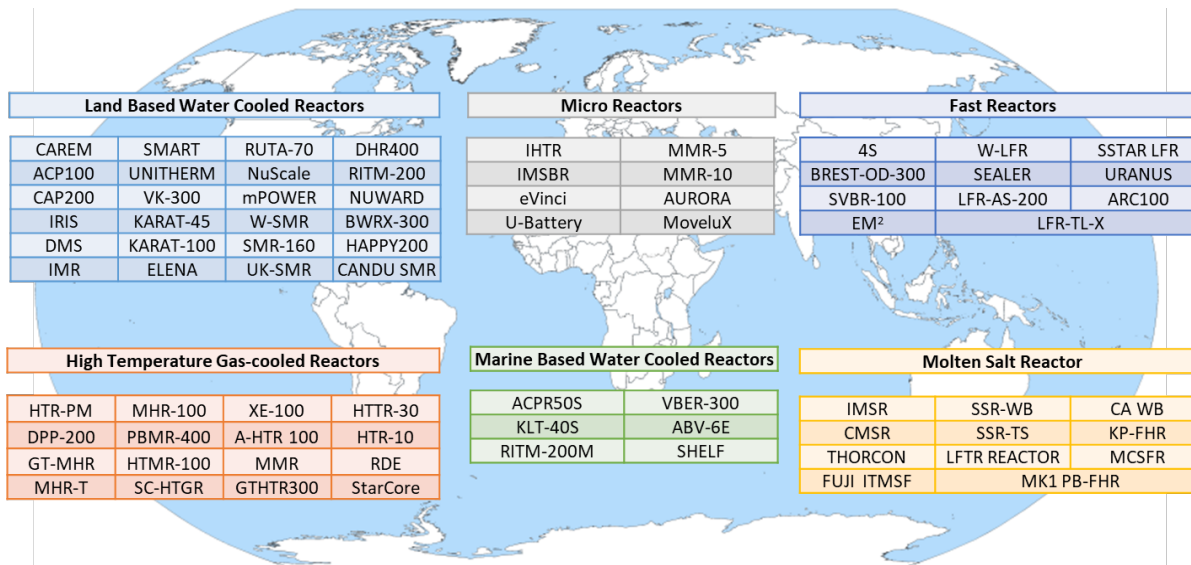 Land Based Water Cooled Reactors
CAREM SMART RUTA-70 DHR400
ACP100 UNITHERM NuScale RITM-200
CAP200 VK-300 mPOWER NUWARD
IRIS KARAT-45 W-SMR BWRX-300
DMS KARAT-100 SMR-160 HAPPY200
IMR ELENA UK-SMR CANDU SMR
Micro Reactors
IHTR MMR-5
IMSBR MMR-10
eVinci AURORA
U-Battery MoveluX
Fast Reactors
4S W-LFR SSTAR LFR
BREST-OD-300 SEALER URANUS
SVBR-100 LFR-AS-200 ARC100
EM² LFR-TL-X
High Temperature Gas-cooled Reactors
HTR-PM MHR-100 XE-100 HTTR-30
DPP-200 PBMR-400 A-HTR 100 HTR-10
GT-MHR HTMR-100 MMR RDE
MHR-T SC-HTGR GTHTR300 StarCore
Marine Based Water Cooled Reactors
ACPR50S VBER-300
KLT-40S ABV-6E
RITM-200M SHELF
Molten Salt Reactor
IMSR SSR-WB CA WB
CMSR SSR-TS KP-FHR
THORCON LFTR REACTOR MCSFR
FUJI ITMSF MK1 PB-FHR